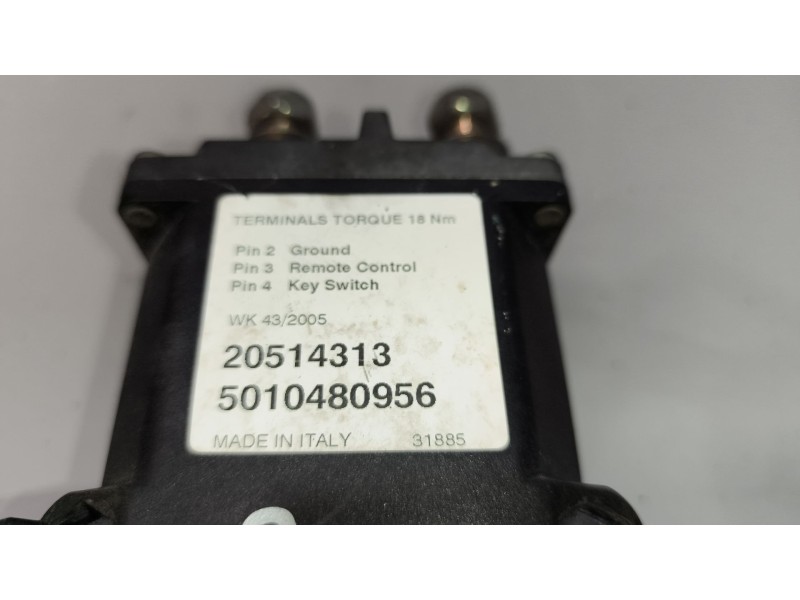 TERMINALS TORQUE 18 Nm
Pin 2 Ground
Pin 3 Remote Control
Pin 4 Key Switch
WK 43/2005
20514313
5010480956
MADE IN ITALY 31885